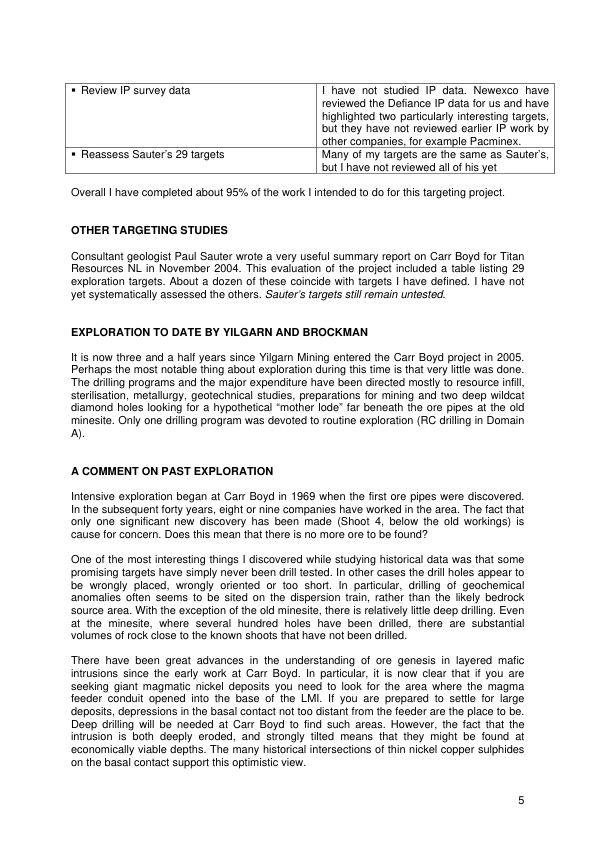 ▪ Review IP survey data
I have not studied IP data. Newexco have
reviewed the Defiance IP data for us and have
highlighted two particularly interesting targets,
but they have not reviewed earlier IP work by
other companies, for example Pacminex.
▪ Reassess Sauter's 29 targets
Many of my targets are the same as Sauter's,
but I have not reviewed all of his yet
Overall I have completed about 95% of the work I intended to do for this targeting project.
OTHER TARGETING STUDIES
Consultant geologist Paul Sauter wrote a very useful summary report on Carr Boyd for Titan
Resources NL in November 2004. This evaluation of the project included a table listing 29
exploration targets. About a dozen of these coincide with targets I have defined. I have not
yet systematically assessed the others. Sauter's targets still remain untested.
EXPLORATION TO DATE BY YILGARN AND BROCKMAN
It is now three and a half years since Yilgarn Mining entered the Carr Boyd project in 2005.
Perhaps the most notable thing about exploration during this time is that very little was done.
The drilling programs and the major expenditure have been directed mostly to resource infill,
sterilisation, metallurgy, geotechnical studies, preparations for mining and two deep wildcat
diamond holes looking for a hypothetical "mother lode" far beneath the ore pipes at the old
minesite. Only one drilling program was devoted to routine exploration (RC drilling in Domain
A).
A COMMENT ON PAST EXPLORATION
Intensive exploration began at Carr Boyd in 1969 when the first ore pipes were discovered.
In the subsequent forty years, eight or nine companies have worked in the area. The fact that
only one significant new discovery has been made (Shoot 4, below the old workings) is
cause for concern. Does this mean that there is no more ore to be found?
One of the most interesting things I discovered while studying historical data was that some
promising targets have simply never been drill tested. In other cases the drill holes appear to
be wrongly placed, wrongly oriented or too short. In particular, drilling of geochemical
anomalies often seems to be sited on the dispersion train, rather than the likely bedrock
source area. With the exception of the old minesite, there is relatively little deep drilling. Even
at the minesite, where several hundred holes have been drilled, there are substantial
volumes of rock close to the known shoots that have not been drilled.
There have been great advances in the understanding of ore genesis in layered mafic
intrusions since the early work at Carr Boyd. In particular, it is now clear that if you are
seeking giant magmatic nickel deposits you need to look for the area where the magma
feeder conduit opened into the base of the LMI. If you are prepared to settle for large
deposits, depressions in the basal contact not too distant from the feeder are the place to be.
Deep drilling will be needed at Carr Boyd to find such areas. However, the fact that the
intrusion is both deeply eroded, and strongly tilted means that they might be found at
economically viable depths. The many historical intersections of thin nickel copper sulphides
on the basal contact support this optimistic view.
5